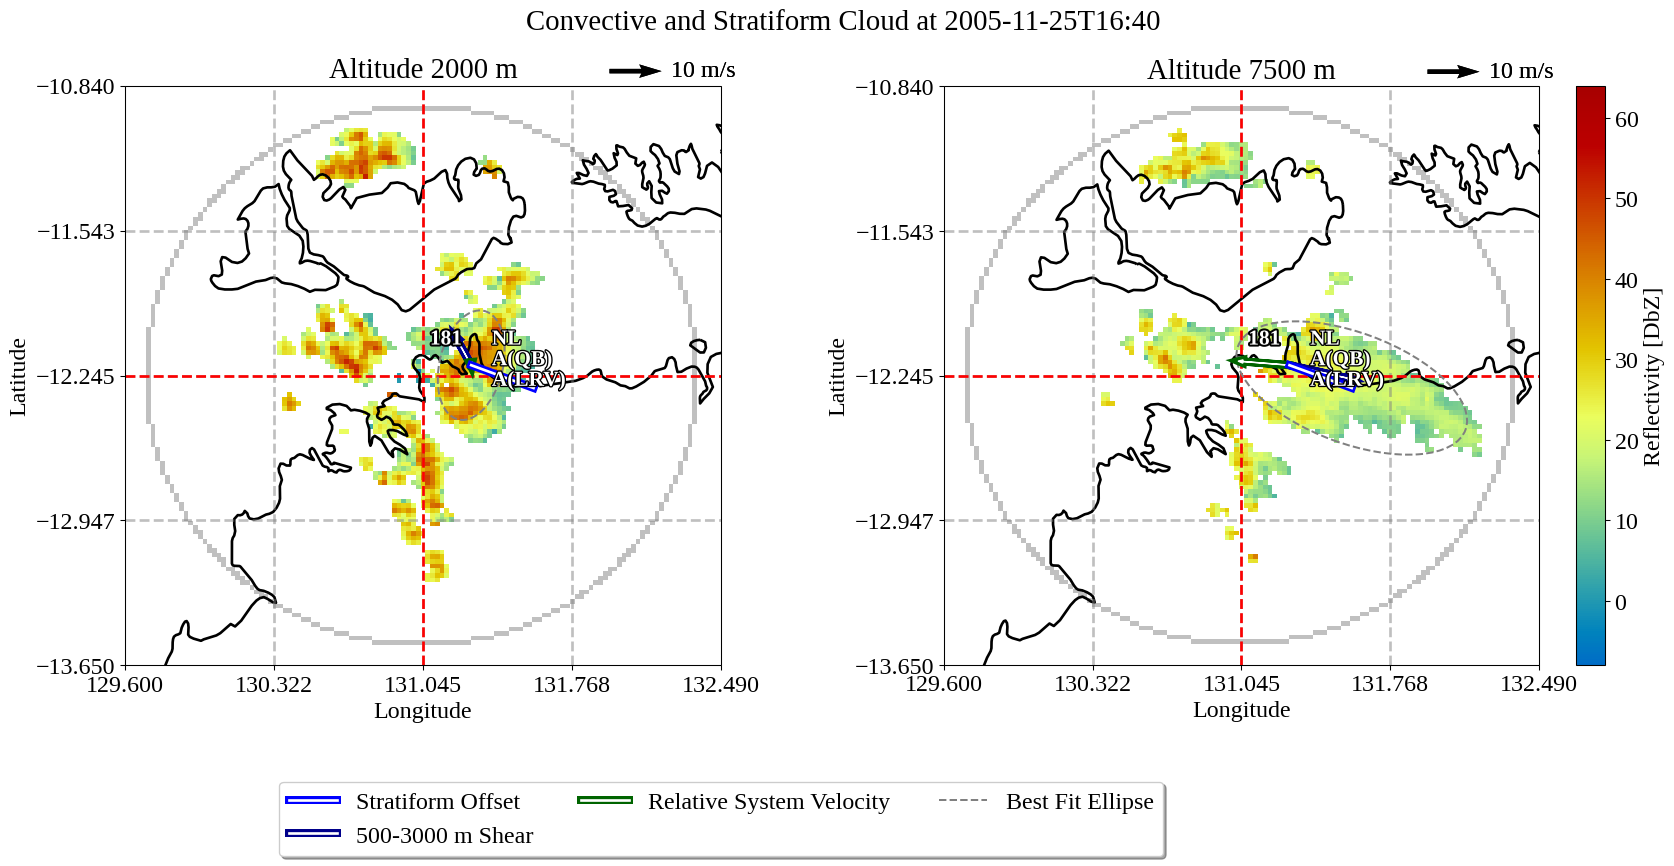 Convective and Stratiform Cloud at 2005-11-25T16:40
Altitude 2000 m
10 m/s
−10.840
−11.543
−12.245
−12.947
−13.650
Latitude
181
NL
A(QB)
A(LRV)
129.600
130.322
131.045
131.768
132.490
Longitude
Altitude 7500 m
10 m/s
−10.840
−11.543
−12.245
−12.947
−13.650
Latitude
181
NL
A(QB)
A(LRV)
129.600
130.322
131.045
131.768
132.490
Longitude
60
50
40
30
20
10
0
Reflectivity [DbZ]
Stratiform Offset
500-3000 m Shear
Relative System Velocity
Best Fit Ellipse